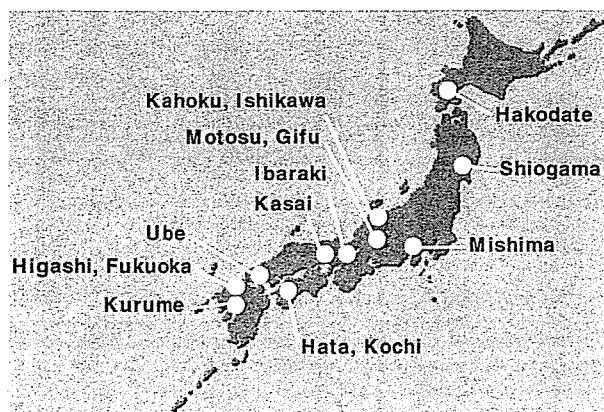 Kahoku, Ishikawa
Hakodate
Motosu, Gifu
Ibaraki
Shiogama
Kasai
Ube
Mishima
Higashi, Fukuoka
Kurume
Hata, Kochi